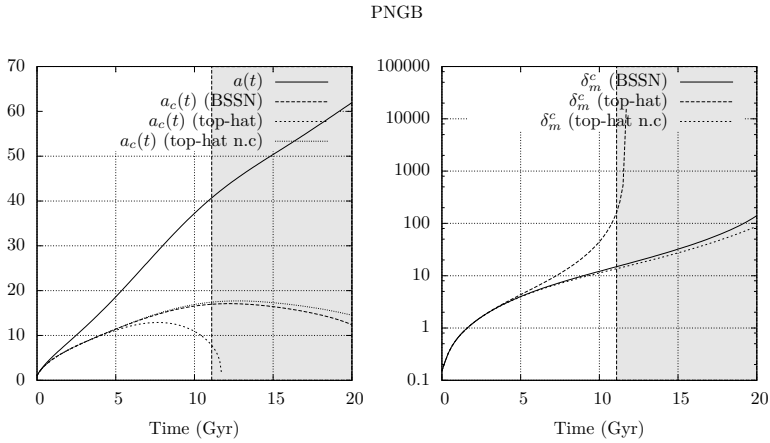 PNGB
70
60
50
40
30
20
10
0
0 5 10 15 20
Time (Gyr)
a(t)
a_c(t) (BSSN)
a_c(t) (top-hat)
a_c(t) (top-hat n.c)
100000
10000
1000
100
10
1
0.1
0 5 10 15 20
Time (Gyr)
δ_m^c (BSSN)
δ_m^c (top-hat)
δ_m^c (top-hat n.c)